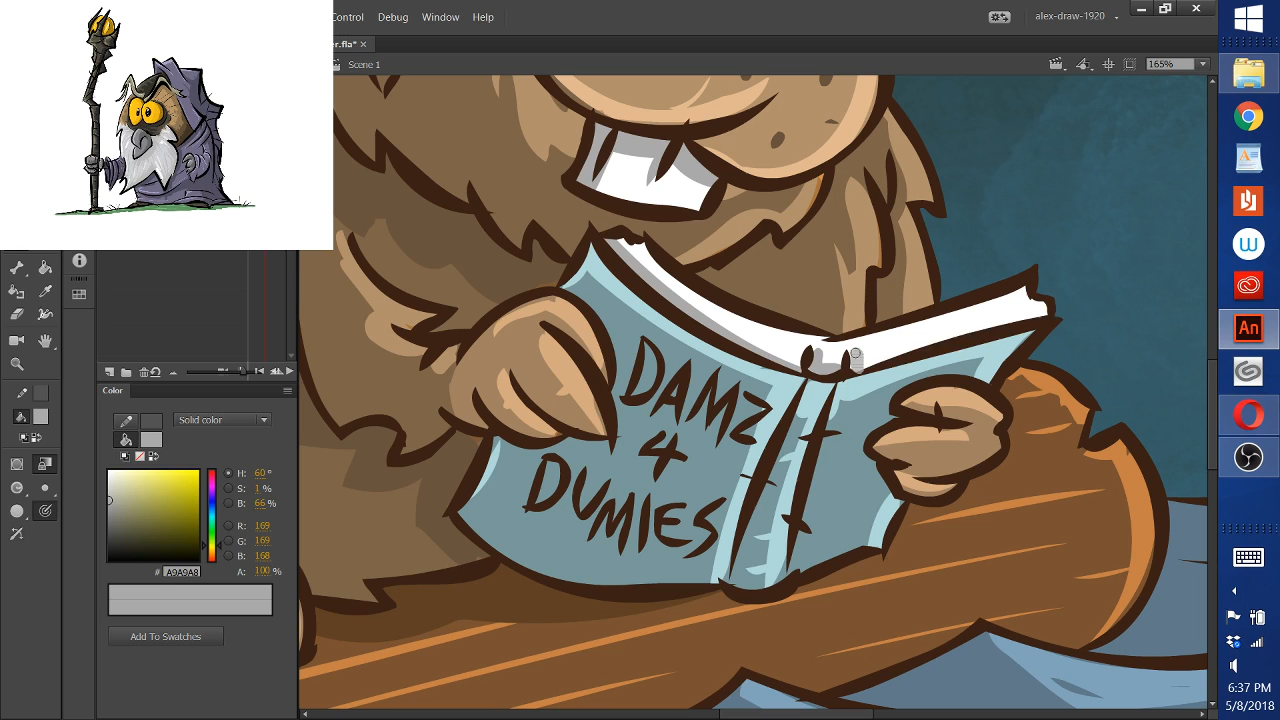 Control Debug Window Help
alex-draw-1920
er.fla*
Scene 1
165%
Color
Solid color
H: 60 °
S: 1 %
B: 66 %
R: 169
G: 169
B: 168
# A9A9A8
A: 100 %
Add To Swatches
DAMZ
4
DUMIES
An
6:37 PM
5/8/2018